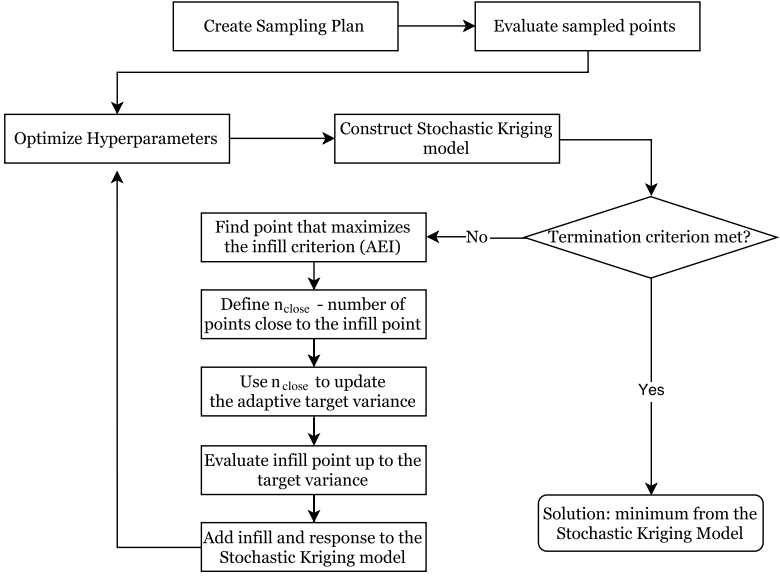 Create Sampling Plan
Evaluate sampled points
Optimize Hyperparameters
Construct Stochastic Kriging
model
Termination criterion met?
No
Find point that maximizes
the infill criterion (AEI)
Define n_close - number of
points close to the infill point
Use n_close to update
the adaptive target variance
Evaluate infill point up to the
target variance
Add infill and response to the
Stochastic Kriging model
Yes
Solution: minimum from the
Stochastic Kriging Model